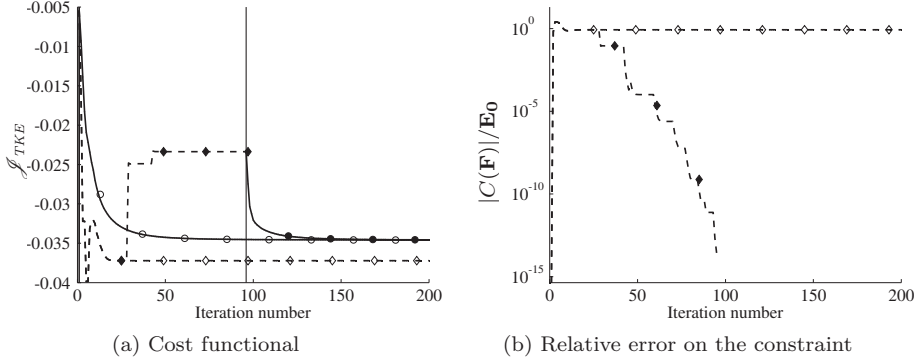 -0.005
-0.01
-0.015
-0.02
-0.025
-0.03
-0.035
-0.04
𝒥_TKE
0 50 100 150 200
Iteration number
(a) Cost functional
10^0
10^-5
10^-10
10^-15
|C(F)|/E0
0 50 100 150 200
Iteration number
(b) Relative error on the constraint